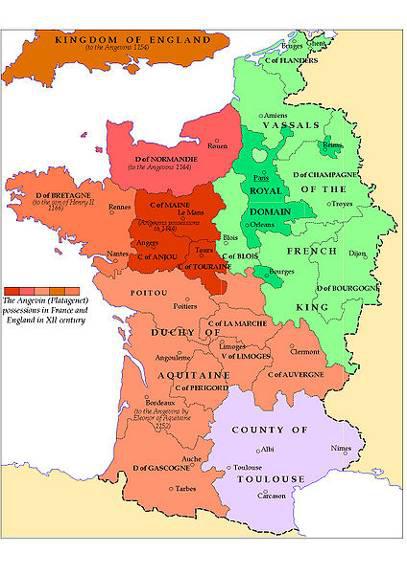 KINGDOM OF ENGLAND
(to the Angevins 1154)
Bruges
Ghent
C of FLANDERS
Amiens
VASSALS
Rouen
D of NORMANDIE
(to the Angevins 1144)
Reims
Paris
D of CHAMPAGNE
D of BRETAGNE
(to the son of Henry II
1166)
C of MAINE
Le Mans
(Angevins possessions
to 1144)
ROYAL
DOMAIN
OF THE
Troyes
Rennes
Orleans
Angers
Tours
Blois
C of BLOIS
FRENCH
Dijon
Nantes
C of ANJOU
C of TOURAINE
Bourges
D of BOURGOGNE
POITOU
Poitiers
KING
The Angevin (Platagenet)
possessions in France and
England in XII century
C of LA MARCHE
DUCHY OF
Limoges
V of LIMOGES
Clermont
Angouleme
AQUITAINE
C of AUVERGNE
C of PERIGORD
Bordeaux
(to the Angevins by
Eleonor of Aquitaine
1152)
COUNTY OF
Albi
Nimes
Auche
D of GASCOGNE
Toulouse
TOULOUSE
Tarbes
Carcason